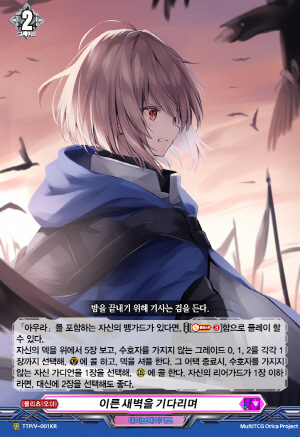 2
그레이드
밤을 끝내기 위해 기사는 검을 든다.
「아우라」를 포함하는 자신의 뱅가드가 있다면, 함으로 플레이 할
수 있다.
자신의 덱을 위에서 5장 보고, 수호자를 가지지 않는 그레이드 0, 1, 2를 각각 1
장까지 선택해, 에 콜 하고, 덱을 셔플 한다. 그 어택 종료시, 수호자를 가지지
않는 자신 가디언을 1장 선택해, 에 콜 한다. 자신의 리어가드가 1장 이하
라면, 대신에 2장을 선택해도 좋다.
블리츠 오더
이른 새벽을 기다리며
TTP/V-001KR
MultiTCG Orica Project